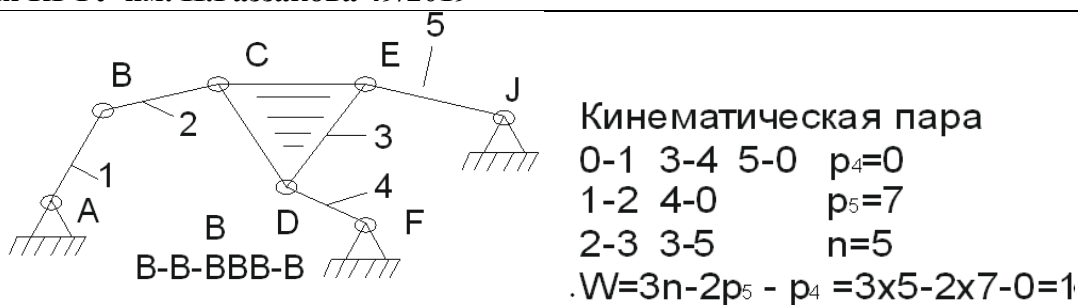 5
B
C
E
J
2
3
1
4
A
D
F
В
В-В-ВВВ-В
Кинематическая пара
0-1 3-4 5-0 p₄=0
1-2 4-0 p₅=7
2-3 3-5 n=5
.W=3n-2p₅ - p₄ =3x5-2x7-0=1